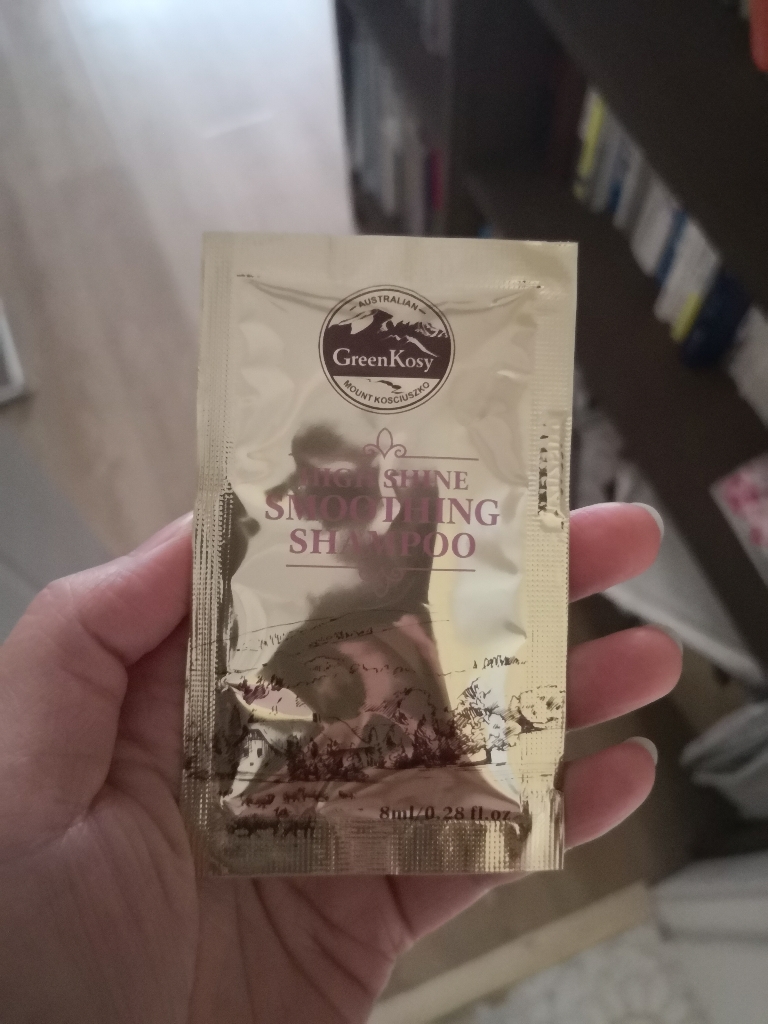 AUSTRALIAN
GreenKosy
MOUNT KOSCIUSZKO
HIGH SHINE
SMOOTHING
SHAMPOO
8ml/0.28 fl.oz